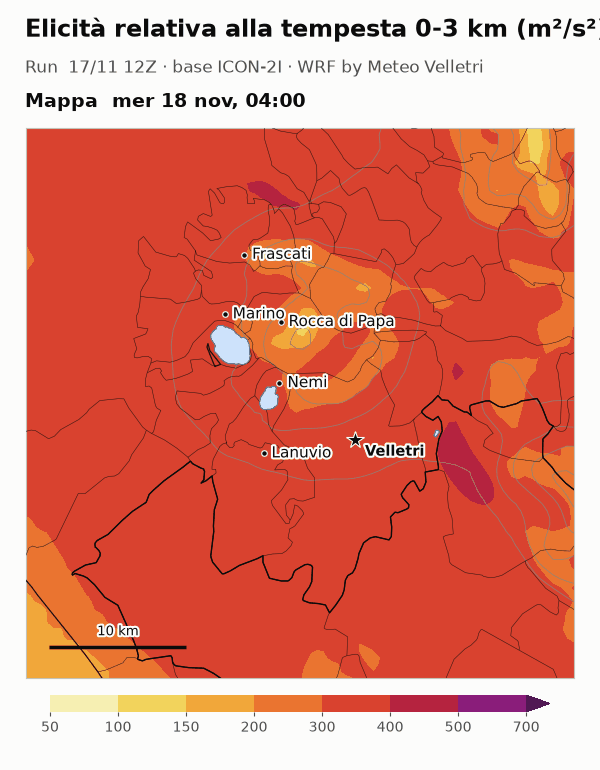 Elicità relativa alla tempesta 0-3 km (m²/s²)
Run 17/11 12Z · base ICON-2I · WRF by Meteo Velletri
Mappa mer 18 nov, 04:00
Frascati
Marino
Rocca di Papa
Nemi
Velletri
Lanuvio
10 km
50 100 150 200 300 400 500 700